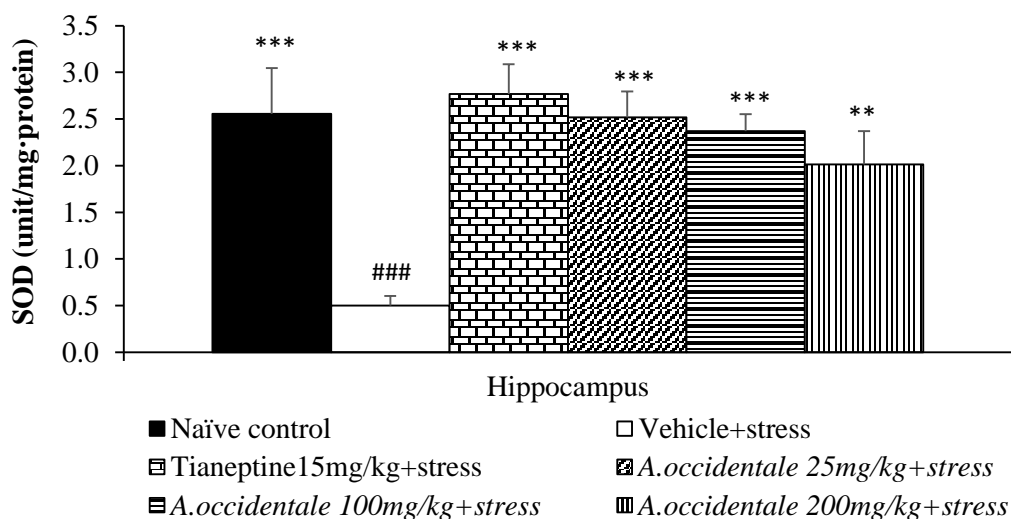 ***
***
***
***
**
###
3.5
3.0
2.5
2.0
1.5
1.0
0.5
0.0
SOD (unit/mg·protein)
Hippocampus
Naïve control
Vehicle+stress
Tianeptine15mg/kg+stress
A.occidentale 25mg/kg+stress
A.occidentale 100mg/kg+stress
A.occidentale 200mg/kg+stress